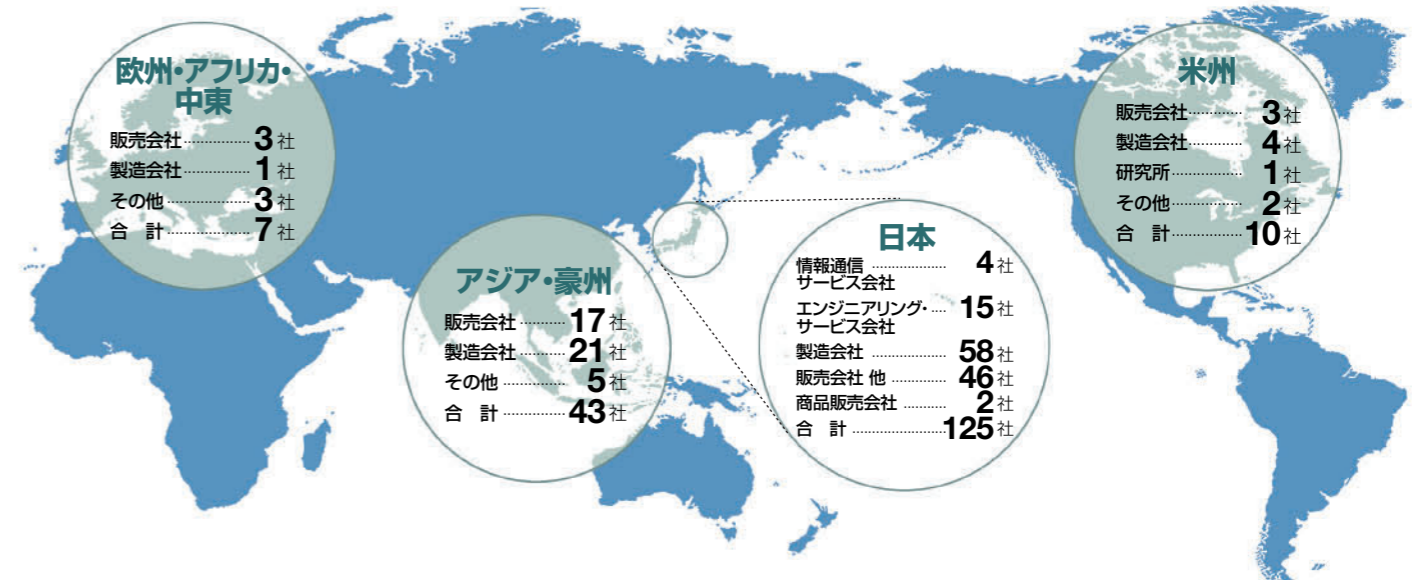 欧州・アフリカ・
中東
販売会社 3社
製造会社 1社
その他 3社
合 計 7社
アジア・豪州
販売会社 17社
製造会社 21社
その他 5社
合 計 43社
日本
情報通信
サービス会社 4社
エンジニアリング・
サービス会社 15社
製造会社 58社
販売会社 他 46社
商品販売会社 2社
合 計 125社
米州
販売会社 3社
製造会社 4社
研究所 1社
その他 2社
合 計 10社